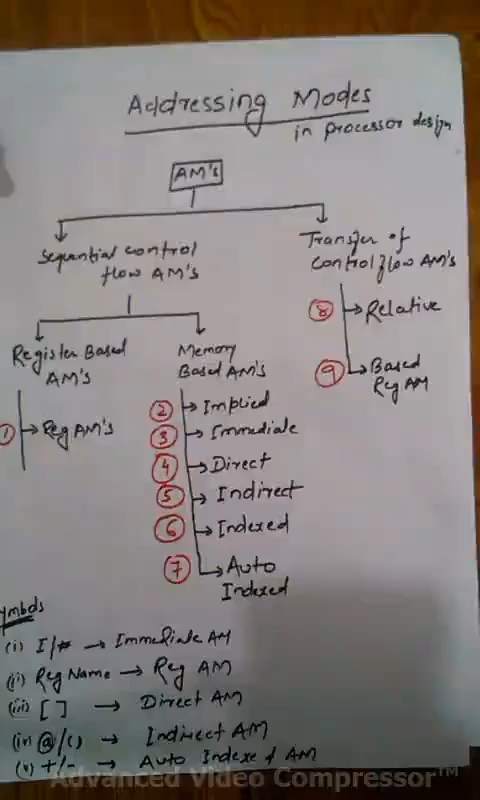 Addressing Modes
in processor design
AM's
Sequential control
flow AM's
Transfer of
Control flow AM's
Register Based
AM's
① → Reg AM's
Memory
Based AM's
② → Implied
③ → Immediate
④ → Direct
⑤ → Indirect
⑥ → Indexed
⑦ → Auto
Indexed
⑧ → Relative
⑨ → Based
Reg AM
ymbols
(i) I/# → Immediate AM
(ii) Reg Name → Reg AM
(iii) [ ] → Direct AM
(iv) @/() → Indirect AM
(v) +/- → Auto Indexed AM
Advanced Video Compressor™